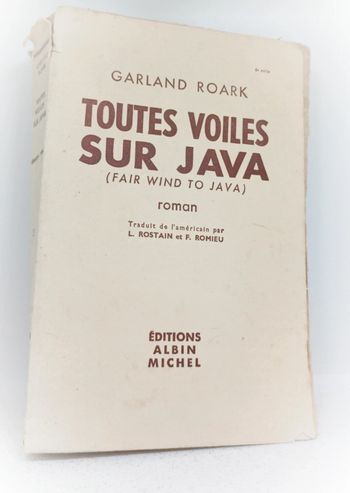 GARLAND ROARK
TOUTES VOILES
SUR JAVA
(FAIR WIND TO JAVA)
roman
Traduit de l'américain par
L. ROSTAIN et F. ROMIEU
ÉDITIONS
ALBIN
MICHEL